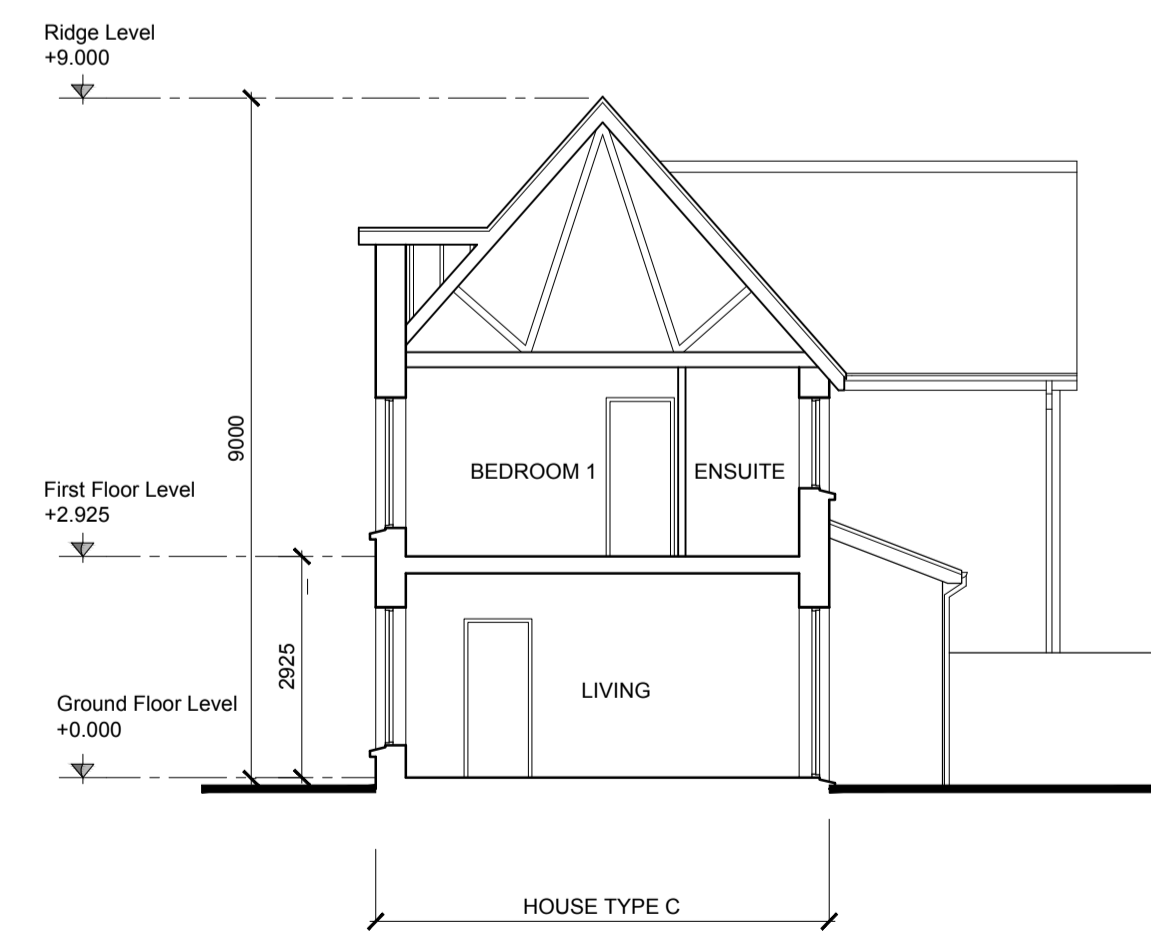 Ridge Level
+9.000
9000
First Floor Level
+2.925
BEDROOM 1
ENSUITE
2925
LIVING
Ground Floor Level
+0.000
HOUSE TYPE C